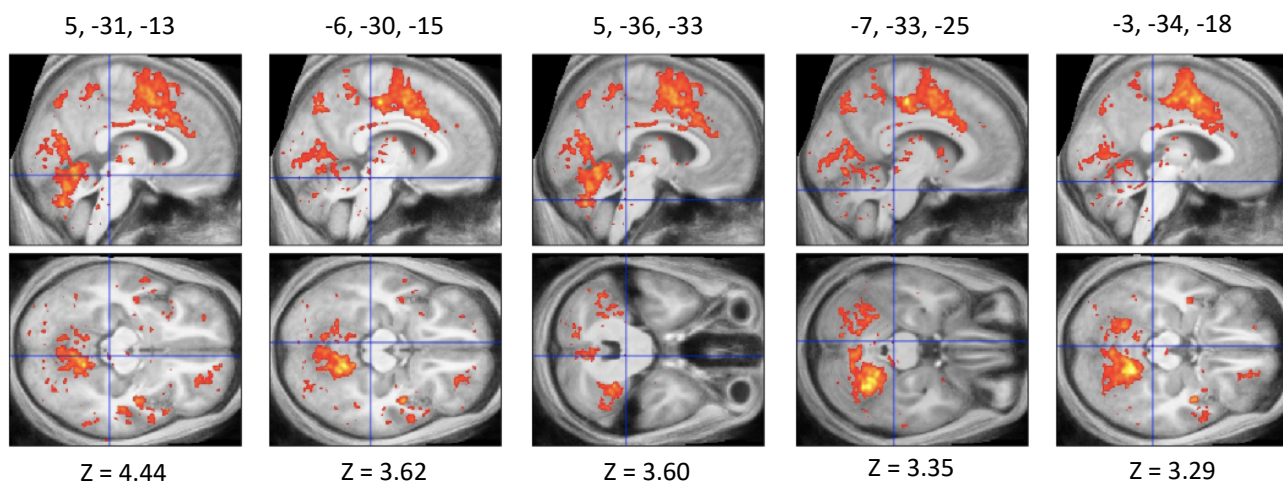 5, -31, -13
-6, -30, -15
5, -36, -33
-7, -33, -25
-3, -34, -18
Z = 4.44
Z = 3.62
Z = 3.60
Z = 3.35
Z = 3.29